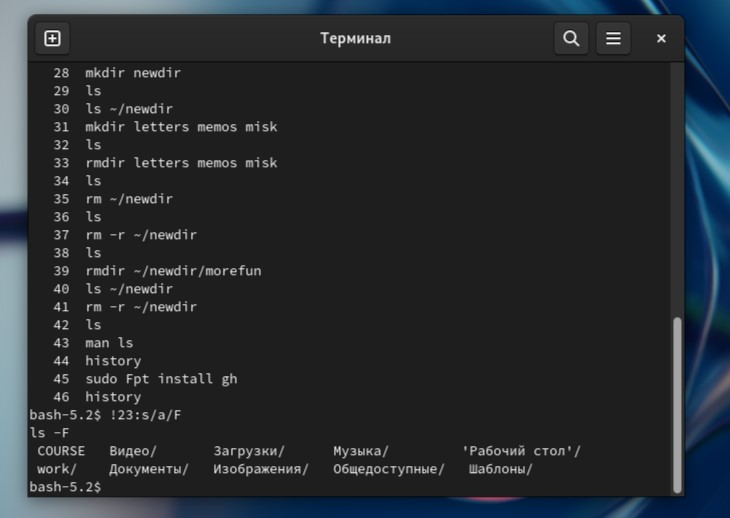 Терминал
28 mkdir newdir
29 ls
30 ls ~/newdir
31 mkdir letters memos misk
32 ls
33 rmdir letters memos misk
34 ls
35 rm ~/newdir
36 ls
37 rm -r ~/newdir
38 ls
39 rmdir ~/newdir/morefun
40 ls ~/newdir
41 rm -r ~/newdir
42 ls
43 man ls
44 history
45 sudo Fpt install gh
46 history
bash-5.2$ !23:s/a/F
ls -F
COURSE Видео/ Загрузки/ Музыка/ 'Рабочий стол'/
work/ Документы/ Изображения/ Общедоступные/ Шаблоны/
bash-5.2$